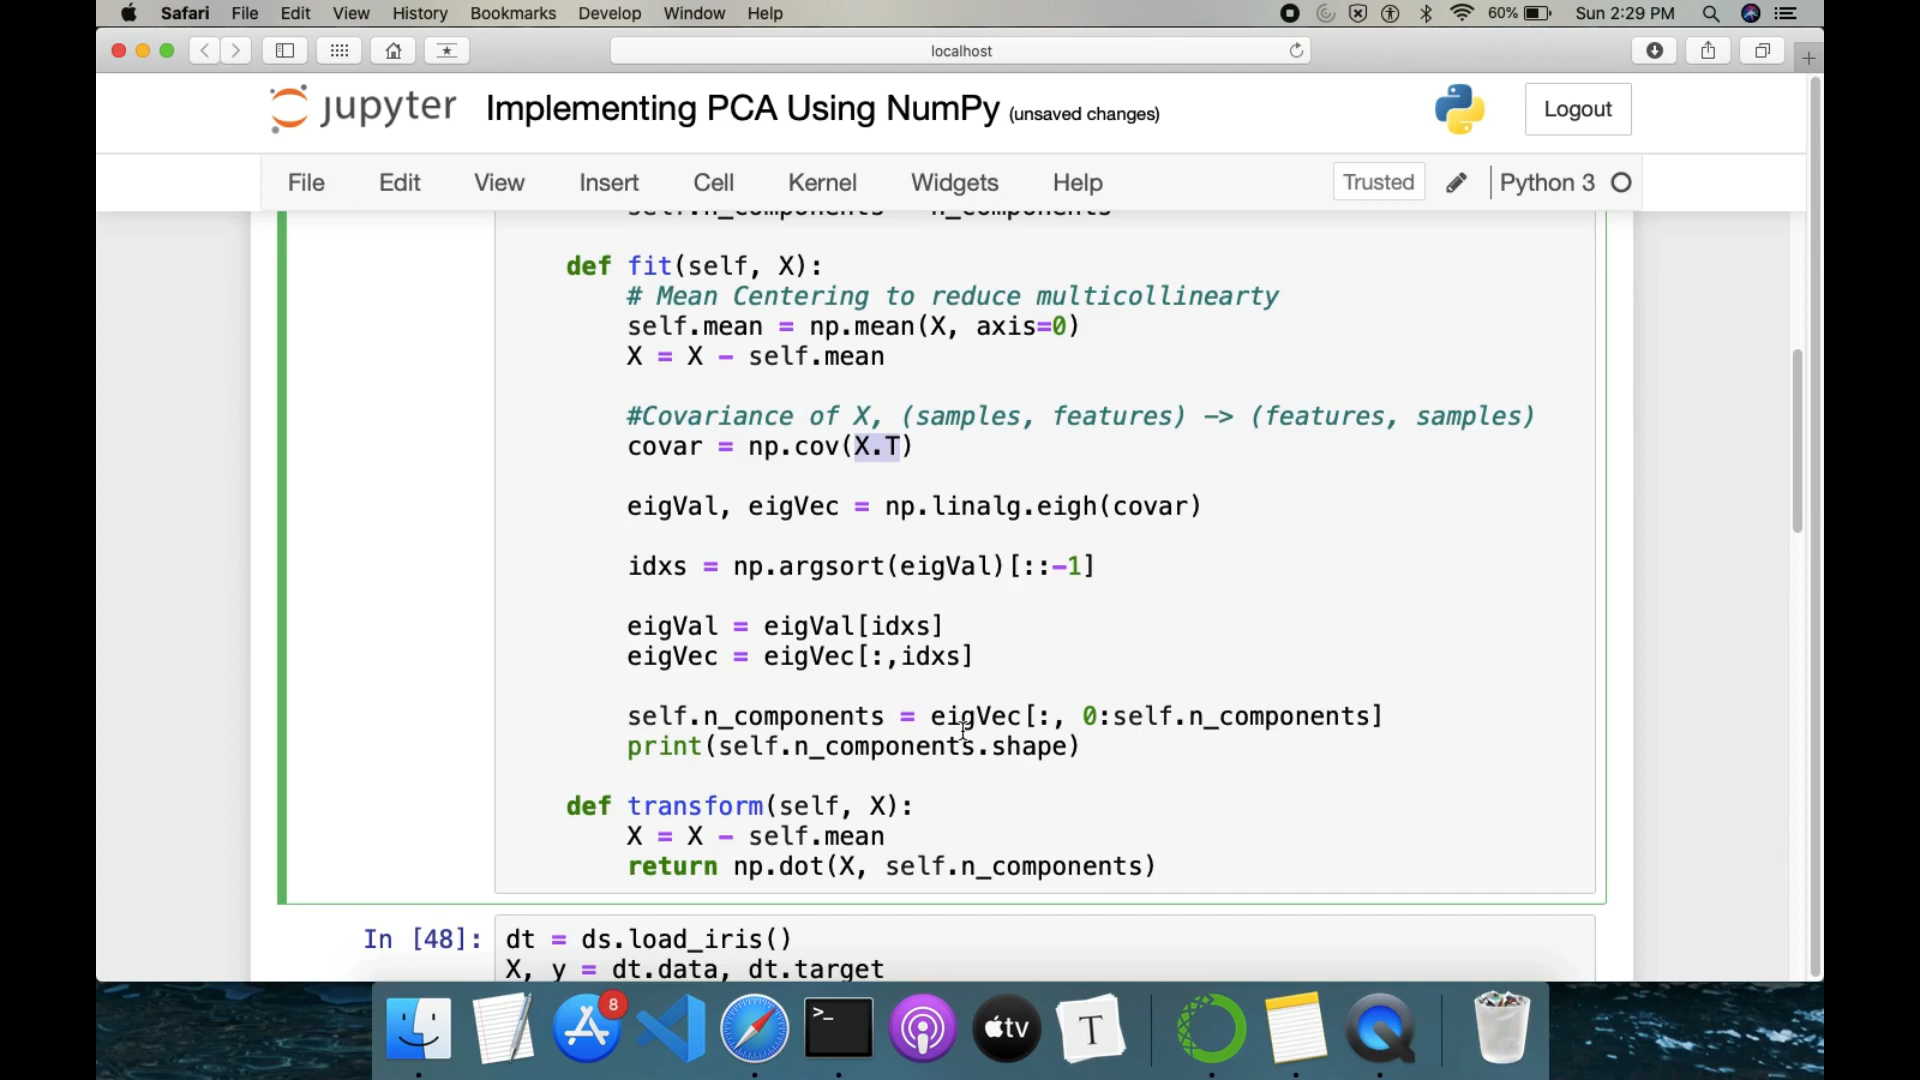 Safari File Edit View History Bookmarks Develop Window Help 60% Sun 2:29 PM
localhost
jupyter Implementing PCA Using NumPy (unsaved changes) Logout
File Edit View Insert Cell Kernel Widgets Help Trusted Python 3
self.n_components = n_components
def fit(self, X):
# Mean Centering to reduce multicollinearty
self.mean = np.mean(X, axis=0)
X = X - self.mean
#Covariance of X, (samples, features) -> (features, samples)
covar = np.cov(X.T)
eigVal, eigVec = np.linalg.eigh(covar)
idxs = np.argsort(eigVal)[::-1]
eigVal = eigVal[idxs]
eigVec = eigVec[:,idxs]
self.n_components = eigVec[:, 0:self.n_components]
print(self.n_components.shape)
def transform(self, X):
X = X - self.mean
return np.dot(X, self.n_components)
In [48]: dt = ds.load_iris()
X, y = dt.data, dt.target
8
>_
tv
T